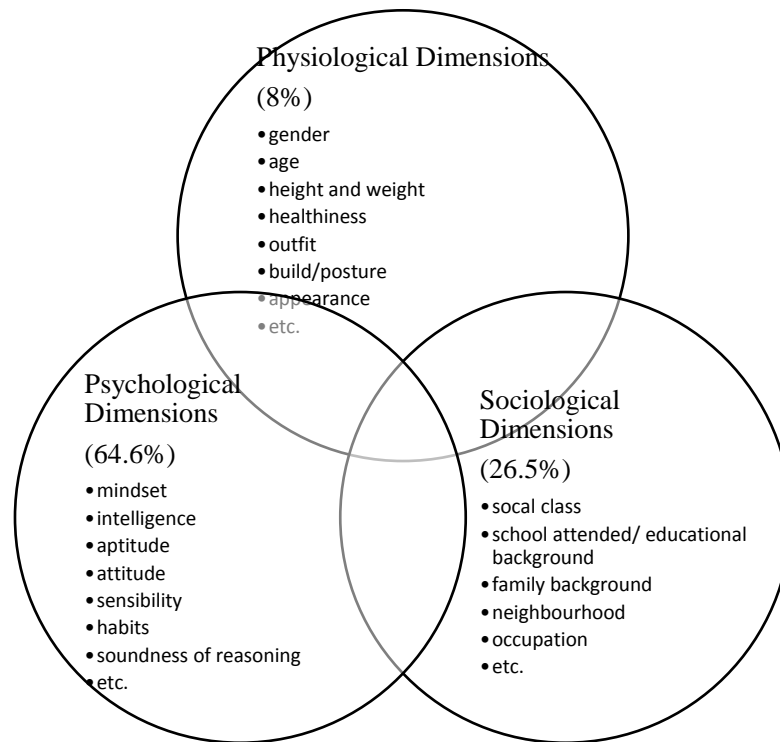 Physiological Dimensions
(8%)
•gender
•age
•height and weight
•healthiness
•outfit
•build/posture
•appearance
•etc.
Psychological
Dimensions
(64.6%)
•mindset
•intelligence
•aptitude
•attitude
•sensibility
•habits
•soundness of reasoning
•etc.
Sociological
Dimensions
(26.5%)
•socal class
•school attended/ educational
background
•family background
•neighbourhood
•occupation
•etc.